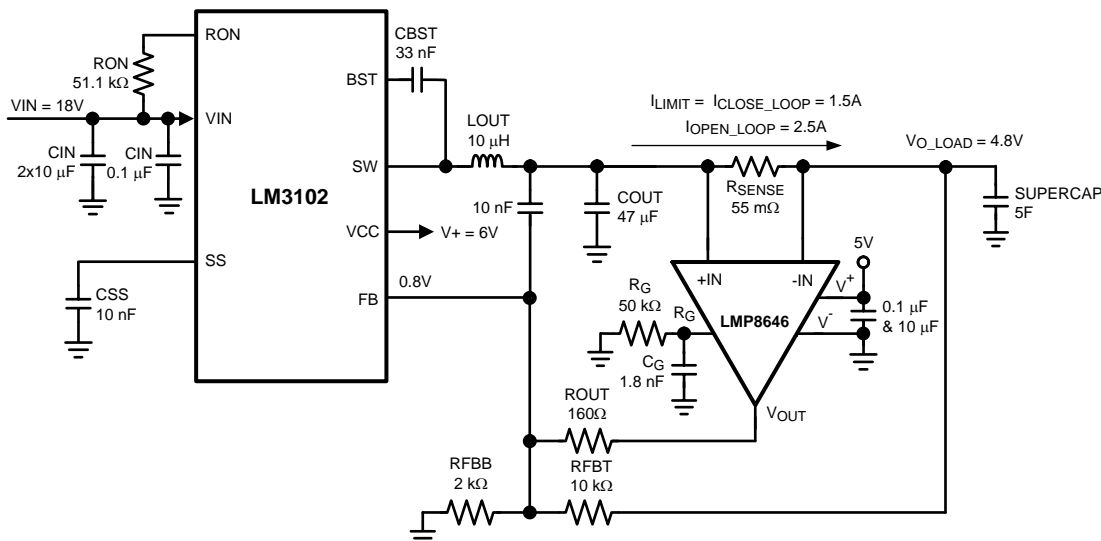 RON
RON
51.1 kΩ
VIN = 18V
VIN
CIN
2x10 μF
CIN
0.1 μF
SS
CSS
10 nF
LM3102
CBST
33 nF
BST
SW
LOUT
10 μH
VCC
V+ = 6V
FB
0.8V
10 nF
COUT
47 μF
ILIMIT = ICLOSE_LOOP = 1.5A
IOPEN_LOOP = 2.5A
RSENSE
55 mΩ
VO_LOAD = 4.8V
SUPERCAP
5F
+IN
-IN
5V
V+
V-
0.1 μF
& 10 μF
LMP8646
RG
50 kΩ
RG
CG
1.8 nF
VOUT
ROUT
160Ω
RFBB
2 kΩ
RFBT
10 kΩ